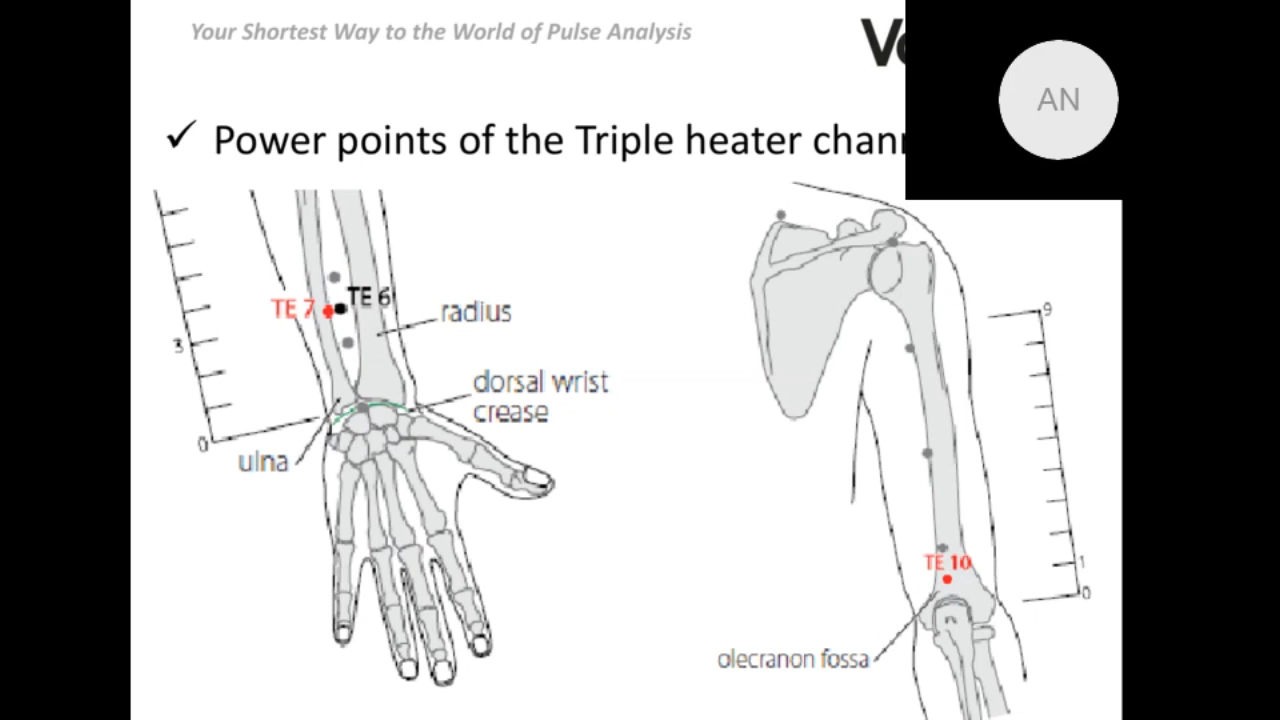 Your Shortest Way to the World of Pulse Analysis
AN
✓ Power points of the Triple heater
TE 7
TE 6
radius
3
dorsal wrist
crease
0
ulna
9
TE 10
1
0
olecranon fossa